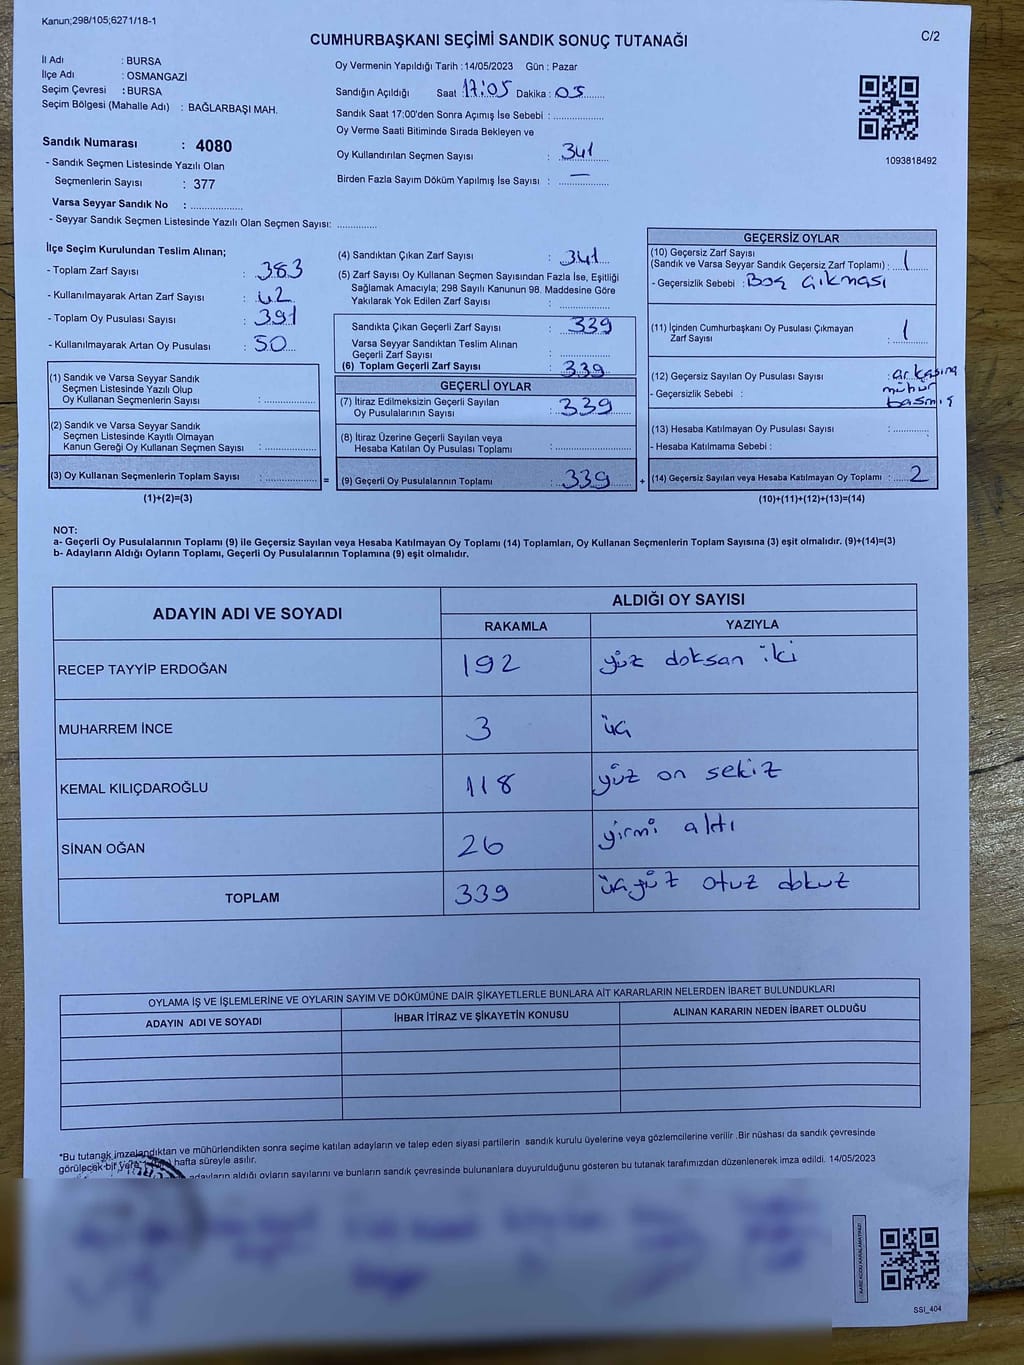 Kanun;298/105;6271/18-1
CUMHURBAŞKANI SEÇİMİ SANDIK SONUÇ TUTANAĞI
C/2
İl Adı : BURSA
İlçe Adı : OSMANGAZİ
Seçim Çevresi : BURSA
Seçim Bölgesi (Mahalle Adı) : BAĞLARBAŞI MAH.
Sandık Numarası : 4080
- Sandık Seçmen Listesinde Yazılı Olan
Seçmenlerin Sayısı : 377
Varsa Seyyar Sandık No : ..................
- Seyyar Sandık Seçmen Listesinde Yazılı Olan Seçmen Sayısı: ..............
Oy Vermenin Yapıldığı Tarih : 14/05/2023 Gün : Pazar
Sandığın Açıldığı Saat : 17:05 Dakika : 05
Sandık Saat 17:00'den Sonra Açımış İse Sebebi : ..................
Oy Verme Saati Bitiminde Sırada Bekleyen ve
Oy Kullandırılan Seçmen Sayısı : 341
Birden Fazla Sayım Döküm Yapılmış İse Sayısı : —
1093818492
İlçe Seçim Kurulundan Teslim Alınan;
- Toplam Zarf Sayısı : 383
- Kullanılmayarak Artan Zarf Sayısı : 42
- Toplam Oy Pusulası Sayısı : 391
- Kullanılmayarak Artan Oy Pusulası : 50
(1) Sandık ve Varsa Seyyar Sandık
Seçmen Listesinde Yazılı Olup
Oy Kullanan Seçmenlerin Sayısı : ..................
(2) Sandık ve Varsa Seyyar Sandık
Seçmen Listesinde Kayıtlı Olmayan
Kanun Gereği Oy Kullanan Seçmen Sayısı : ..................
(3) Oy Kullanan Seçmenlerin Toplam Sayısı : .................. =
(1)+(2)=(3)
(4) Sandıktan Çıkan Zarf Sayısı : 341
(5) Zarf Sayısı Oy Kullanan Seçmen Sayısından Fazla İse, Eşitliği
Sağlamak Amacıyla; 298 Sayılı Kanunun 98. Maddesine Göre
Yakılarak Yok Edilen Zarf Sayısı : ..................
Sandıkta Çıkan Geçerli Zarf Sayısı : 339
Varsa Seyyar Sandıktan Teslim Alınan
Geçerli Zarf Sayısı : ..................
(6) Toplam Geçerli Zarf Sayısı : 339
GEÇERLİ OYLAR
(7) İtiraz Edilmeksizin Geçerli Sayılan
Oy Pusulalarının Sayısı : 339
(8) İtiraz Üzerine Geçerli Sayılan veya
Hesaba Katılan Oy Pusulası Toplamı : ..................
(9) Geçerli Oy Pusulalarının Toplamı : 339 +
GEÇERSİZ OYLAR
(10) Geçersiz Zarf Sayısı
(Sandık ve Varsa Seyyar Sandık Geçersiz Zarf Toplamı) : 1
- Geçersizlik Sebebi : Boş çıkması
(11) İçinden Cumhurbaşkanı Oy Pusulası Çıkmayan
Zarf Sayısı : 1
(12) Geçersiz Sayılan Oy Pusulası Sayısı : arkasına
- Geçersizlik Sebebi : mühür
basmış
(13) Hesaba Katılmayan Oy Pusulası Sayısı : ..............
- Hesaba Katılmama Sebebi :
(14) Geçersiz Sayılan veya Hesaba Katılmayan Oy Toplamı : 2
(10)+(11)+(12)+(13)=(14)
NOT:
a- Geçerli Oy Pusulalarının Toplamı (9) ile Geçersiz Sayılan veya Hesaba Katılmayan Oy Toplamı (14) Toplamları, Oy Kullanan Seçmenlerin Toplam Sayısına (3) eşit olmalıdır. (9)+(14)=(3)
b- Adayların Aldığı Oyların Toplamı, Geçerli Oy Pusulalarının Toplamına (9) eşit olmalıdır.
ADAYIN ADI VE SOYADI
ALDIĞI OY SAYISI
RAKAMLA YAZIYLA
RECEP TAYYİP ERDOĞAN 192 yüz doksan iki
MUHARREM İNCE 3 üç
KEMAL KILIÇDAROĞLU 118 yüz on sekiz
SİNAN OĞAN 26 yirmi altı
TOPLAM 339 üçyüz otuz dokuz
OYLAMA İŞ VE İŞLEMLERİNE VE OYLARIN SAYIM VE DÖKÜMÜNE DAİR ŞİKAYETLERLE BUNLARA AİT KARARLARIN NELERDEN İBARET BULUNDUKLARI
ADAYIN ADI VE SOYADI İHBAR İTİRAZ VE ŞİKAYETİN KONUSU ALINAN KARARIN NEDEN İBARET OLDUĞU
*Bu tutanak imzalandıktan ve mühürlendikten sonra seçime katılan adayların ve talep eden siyasi partilerin sandık kurulu üyelerine veya gözlemcilerine verilir .Bir nüshası da sandık çevresinde
görülecek bir yere hafta süreyle asılır.
adayların aldığı oyların sayılarını ve bunların sandık çevresinde bulunanlara duyurulduğunu gösteren bu tutanak tarafımızdan düzenlenerek imza edildi. 14/05/2023
SSI_404